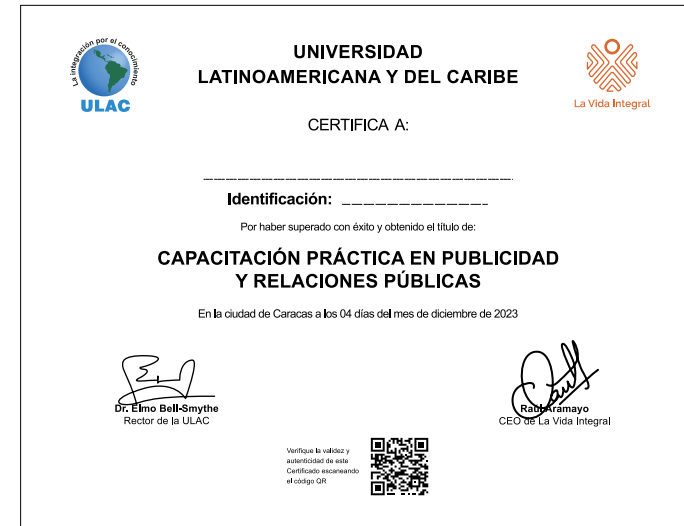 La integración por el conocimiento
ULAC
UNIVERSIDAD
LATINOAMERICANA Y DEL CARIBE
La Vida Integral
CERTIFICA A:
Identificación:
Por haber superado con éxito y obtenido el título de:
CAPACITACIÓN PRÁCTICA EN PUBLICIDAD
Y RELACIONES PÚBLICAS
En la ciudad de Caracas a los 04 días del mes de diciembre de 2023
Dr. Elmo Bell-Smythe
Rector de la ULAC
Raúl Aramayo
CEO de La Vida Integral
Verifique la validez y
autenticidad de este
Certificado escaneando
el código QR